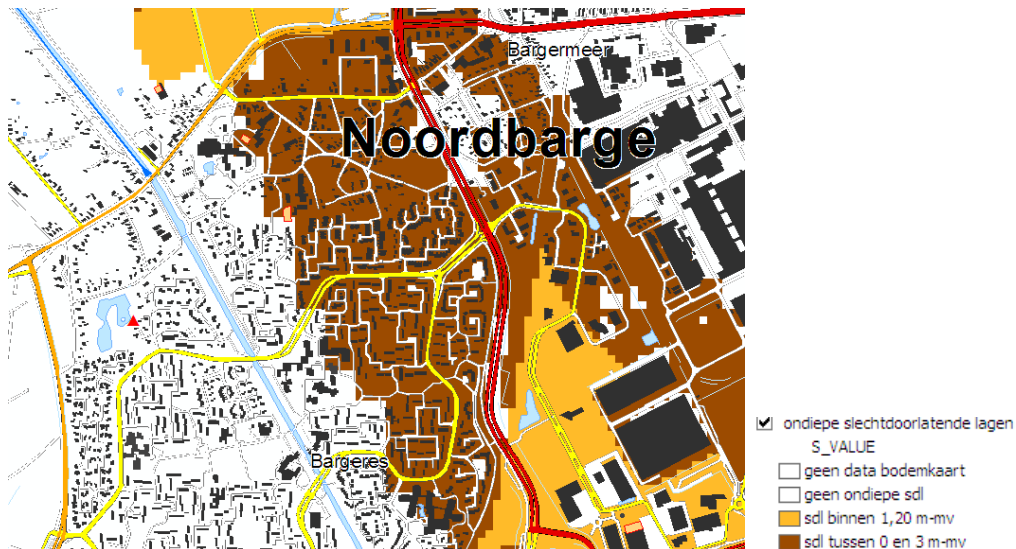 Bargermeer
Noordbarge
Bargeres
ondiepe slechtdoorlatende lagen
S_VALUE
geen data bodemkaart
geen ondiepe sdl
sdl binnen 1,20 m-mv
sdl tussen 0 en 3 m-mv